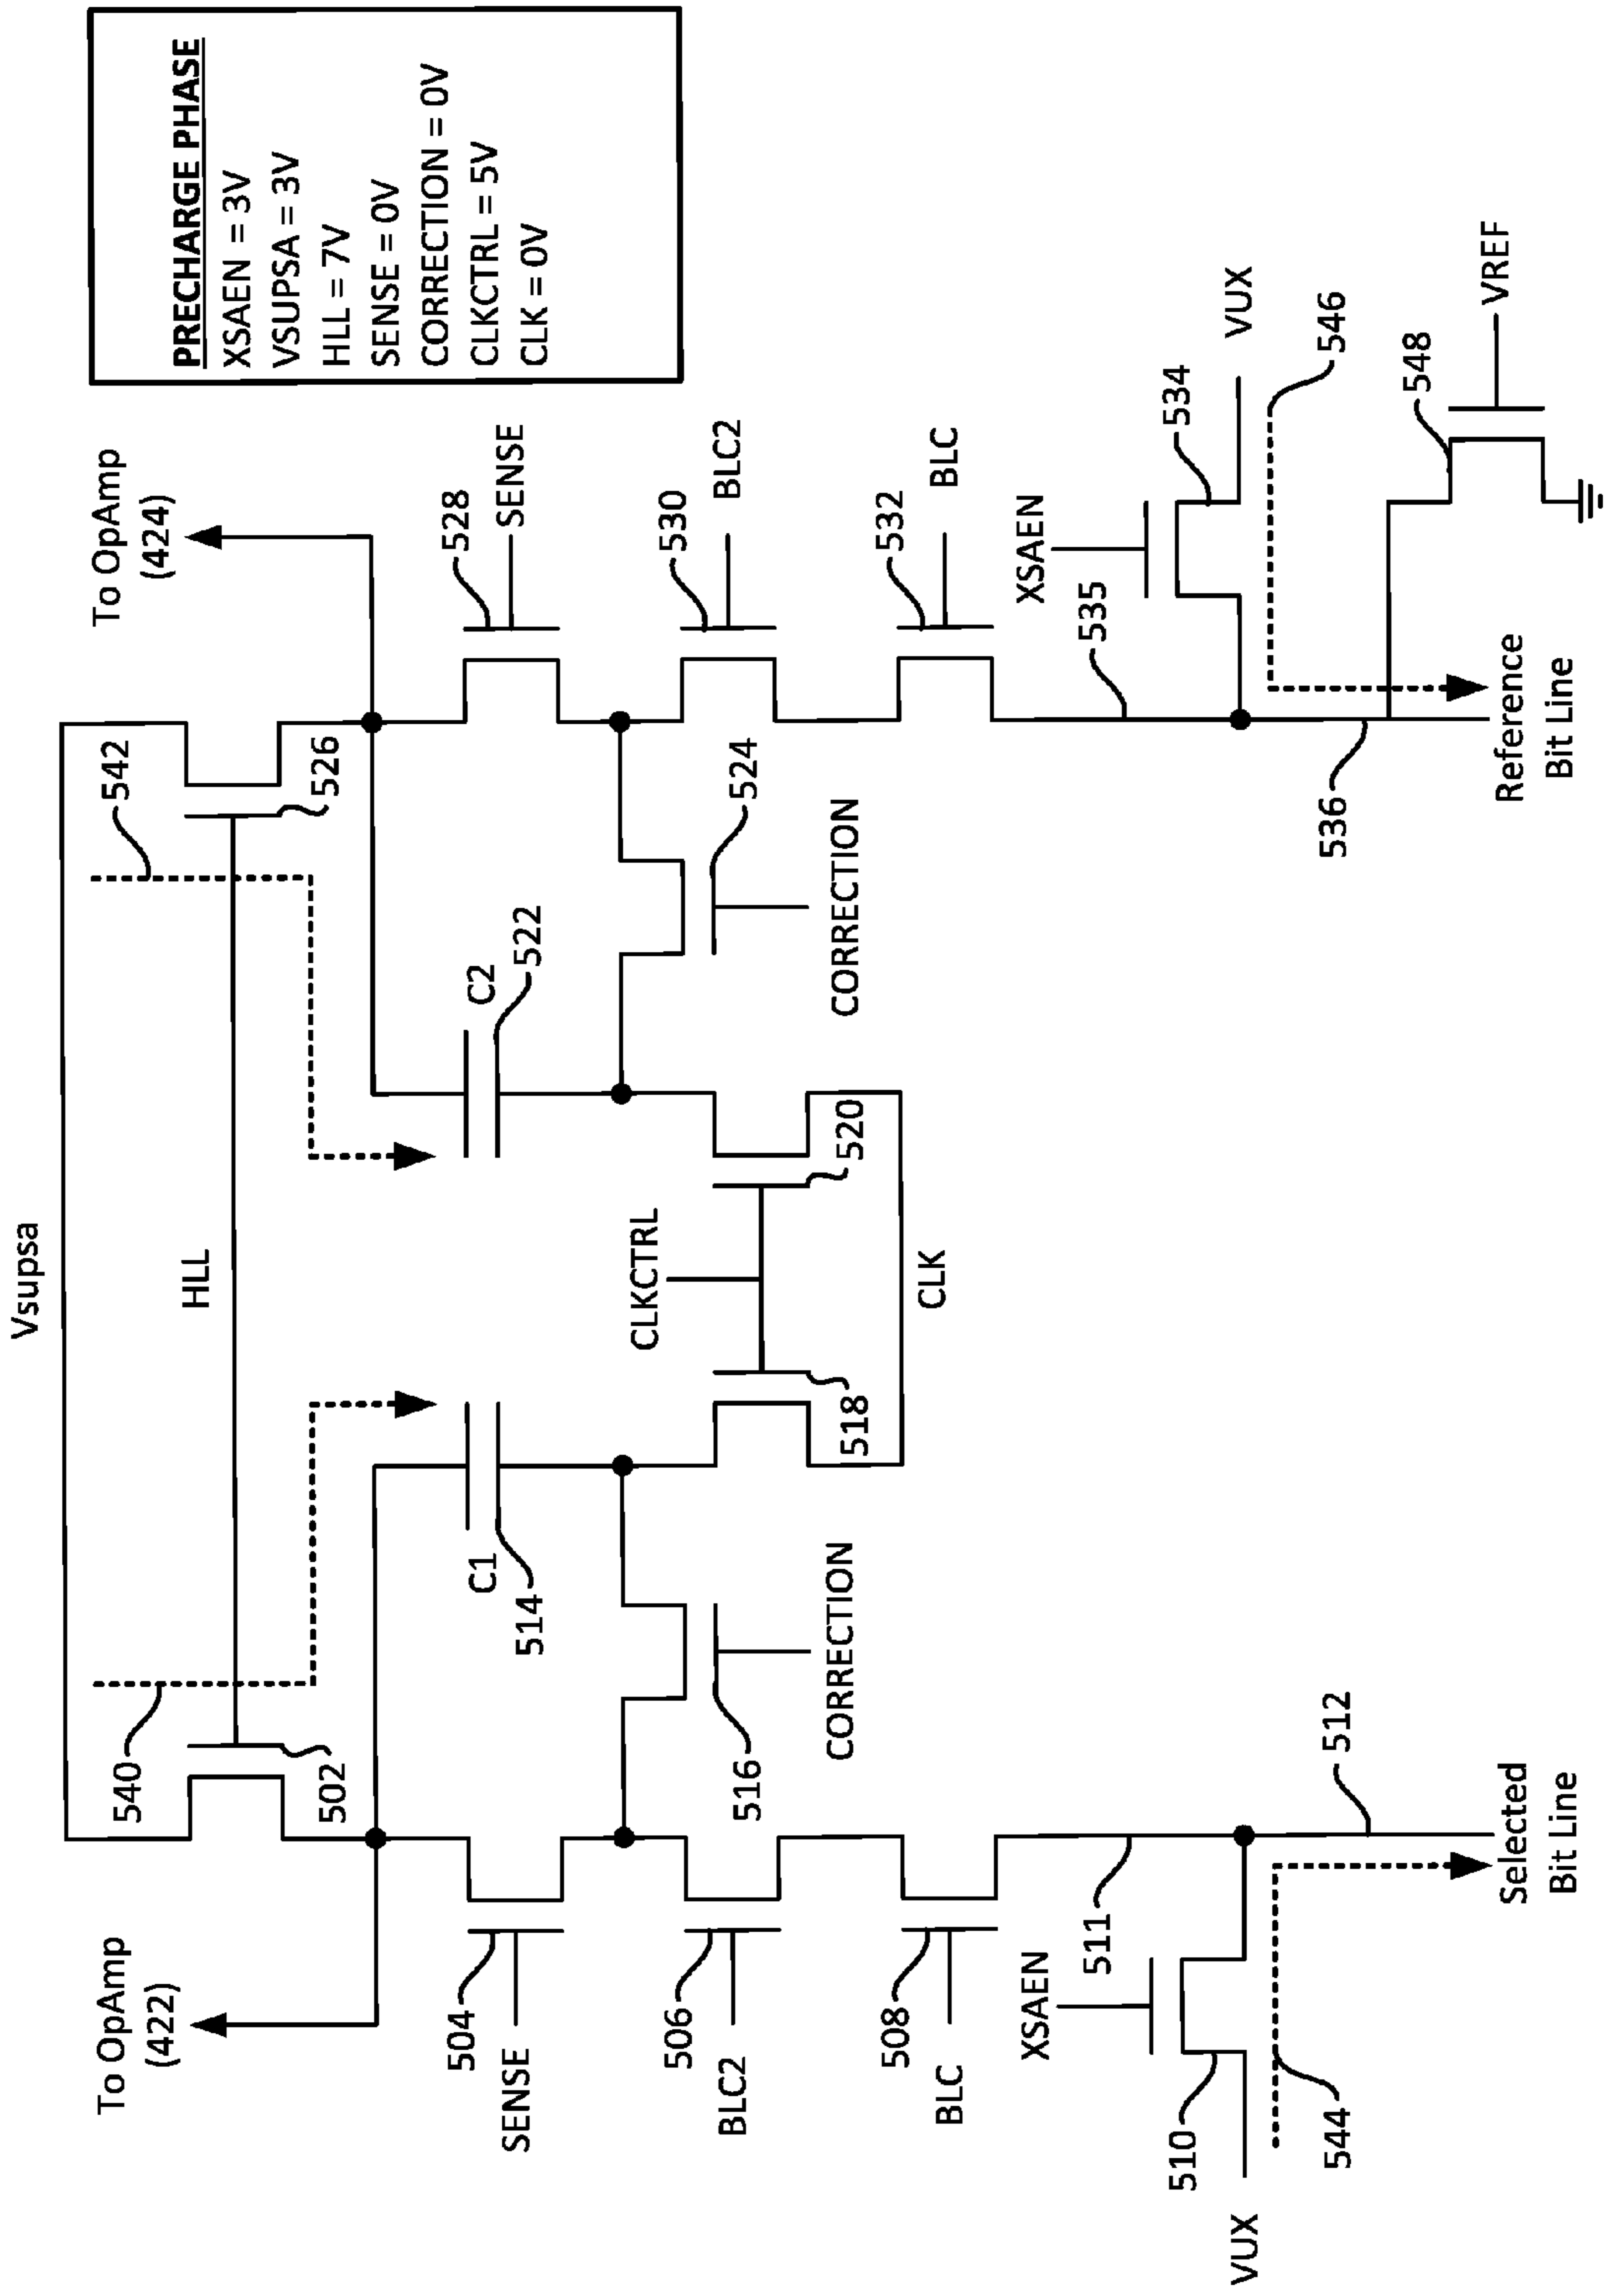 Vsupsa
HLL
To OpAmp
(422)
540
502
542
526
To OpAmp
(424)
PRECHARGE PHASE
XSAEN = 3V
VSUPSA = 3V
HLL = 7V
SENSE = 0V
CORRECTION = 0V
CLKCTRL = 5V
CLK = 0V
504
SENSE
C1
514
C2
522
528
SENSE
506
BLC2
516
CORRECTION
CLKCTRL
518
520
524
CORRECTION
530
BLC2
508
BLC
CLK
532
BLC
XSAEN
511
510
VUX
544
512
Selected
Bit Line
535
XSAEN
534
VUX
546
536
548
VREF
Reference
Bit Line